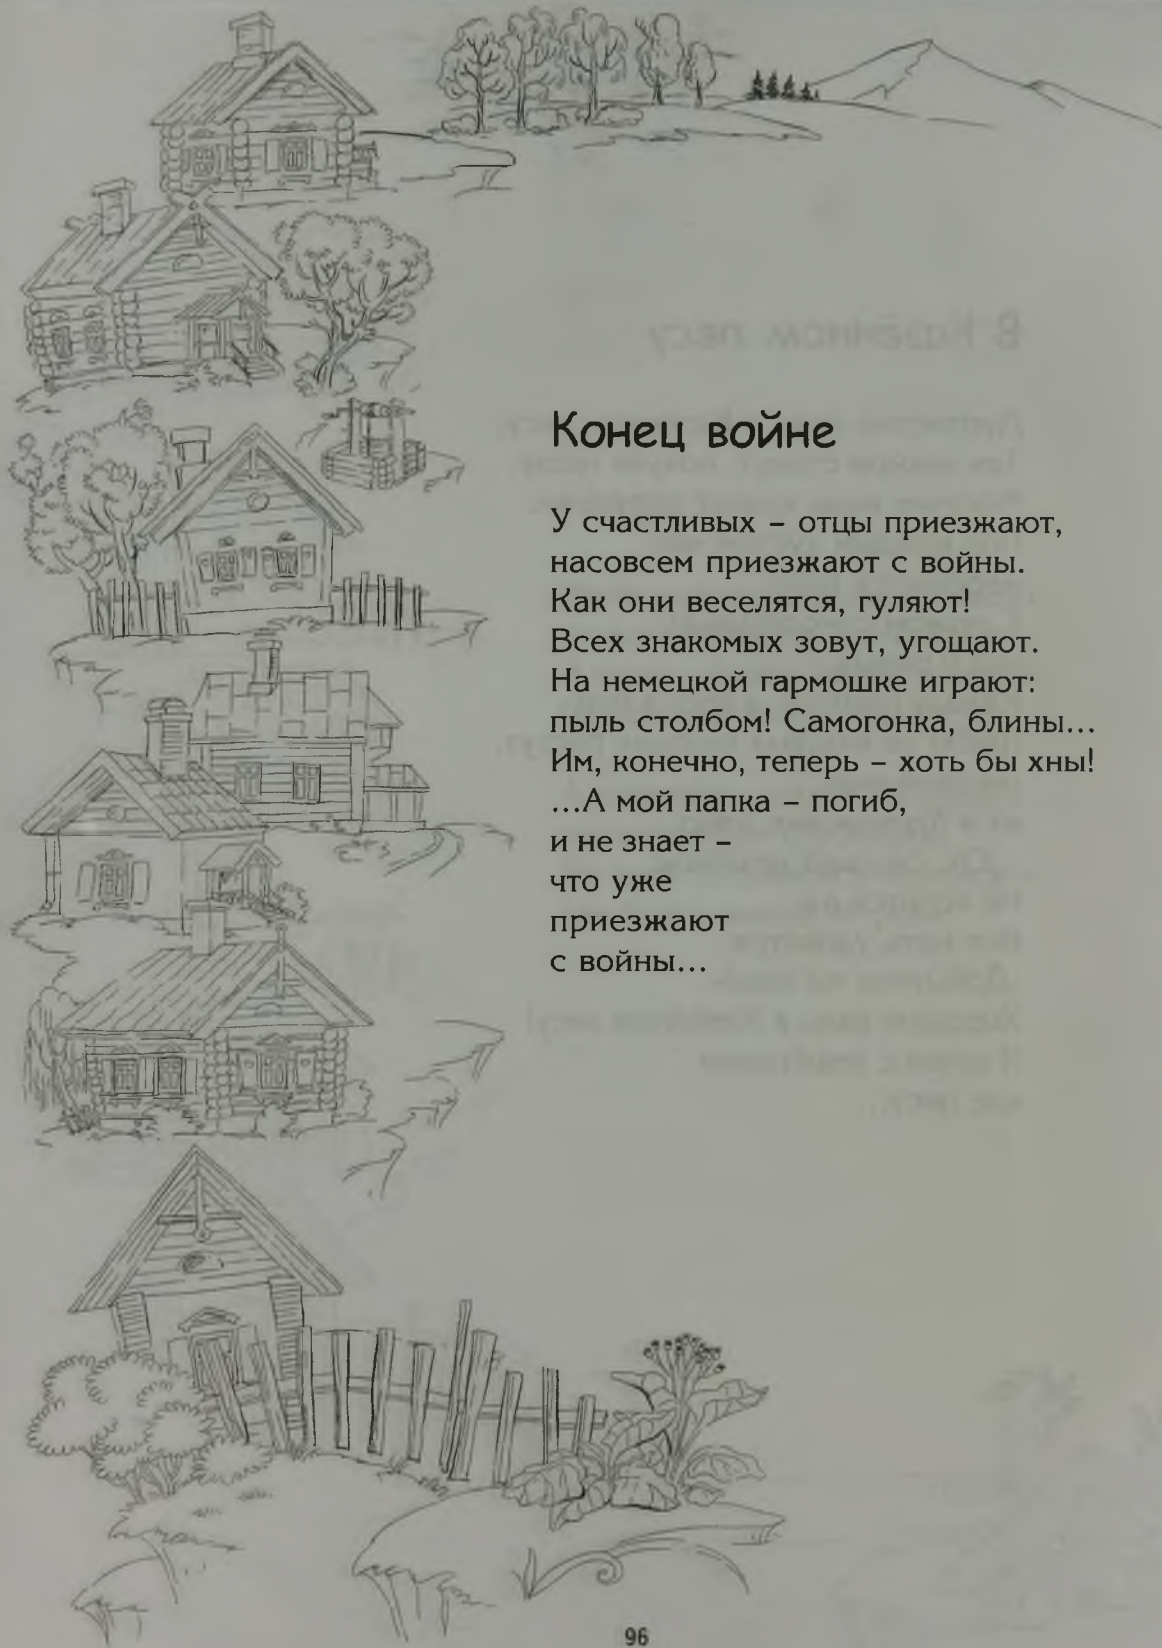 Конец войне
У счастливых – отцы приезжают,
насовсем приезжают с войны.
Как они веселятся, гуляют!
Всех знакомых зовут, угощают.
На немецкой гармошке играют:
пыль столбом! Самогонка, блины...
Им, конечно, теперь – хоть бы хны!
...А мой папка – погиб,
и не знает –
что уже
приезжают
с войны...
96